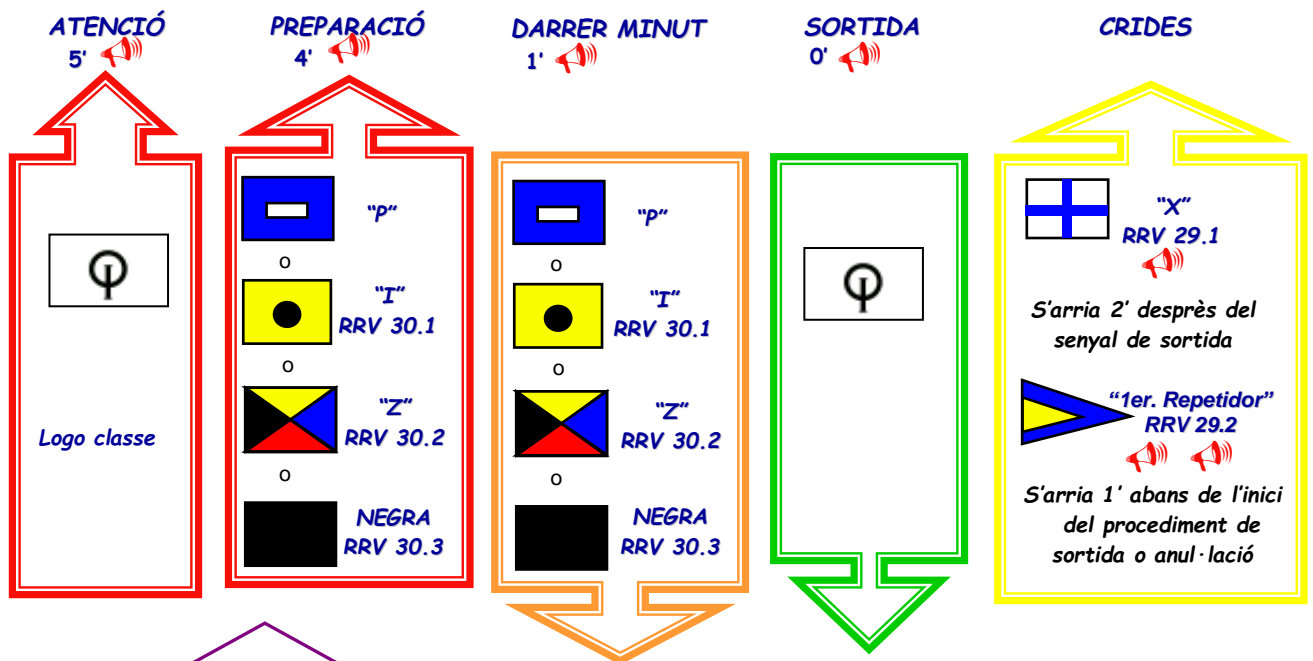 ATENCIÓ
5'
Logo classe
PREPARACIÓ
4'
"P"
o
"I"
RRV 30.1
o
"Z"
RRV 30.2
o
NEGRA
RRV 30.3
DARRER MINUT
1'
"P"
o
"I"
RRV 30.1
o
"Z"
RRV 30.2
o
NEGRA
RRV 30.3
SORTIDA
0'
CRIDES
"X"
RRV 29.1
S'arria 2' desprès del
senyal de sortida
"1er. Repetidor"
RRV 29.2
S'arria 1' abans de l'inici
del procediment de
sortida o anul·lació